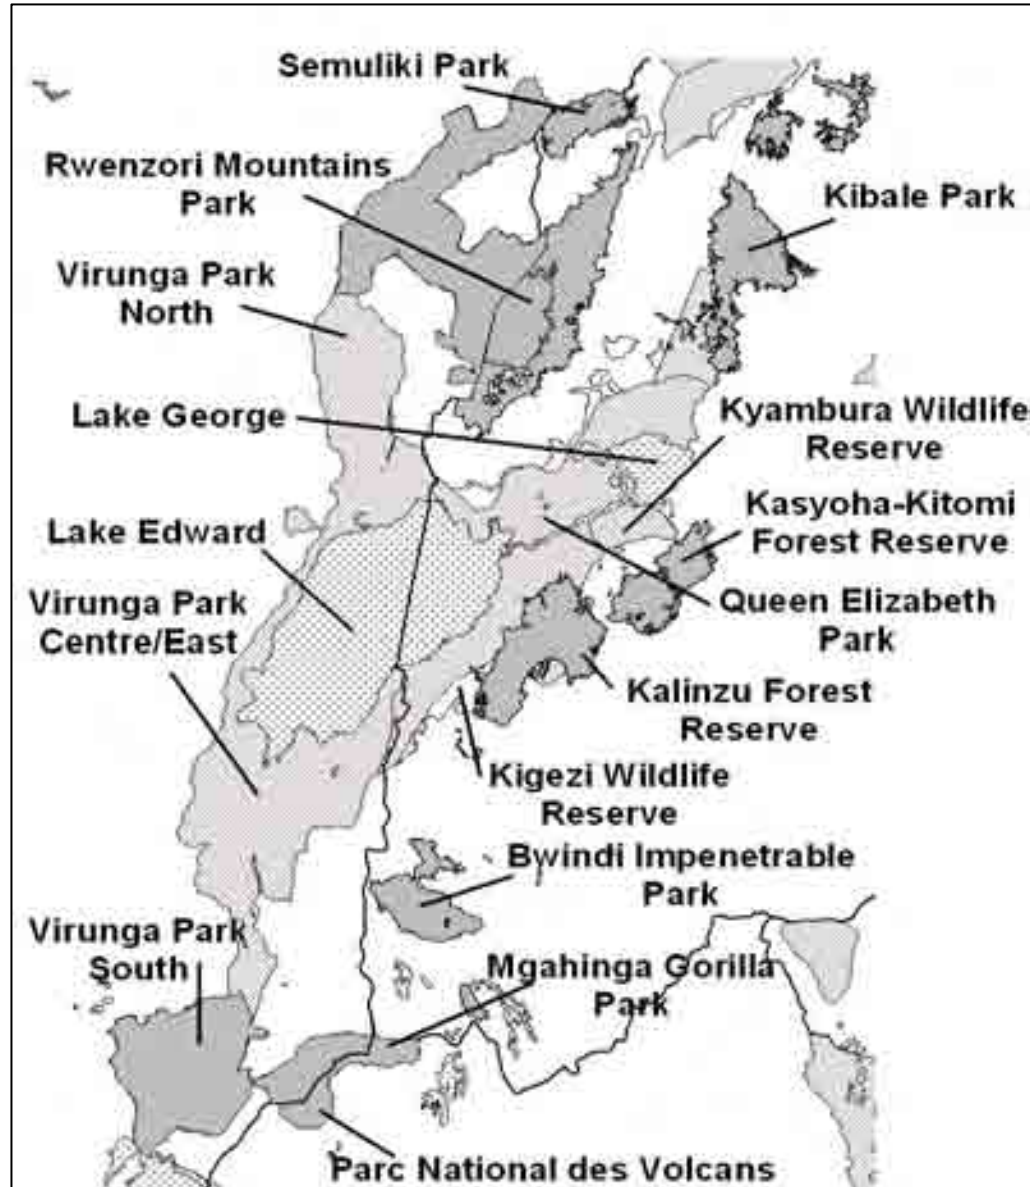 Semuliki Park
Rwenzori Mountains
Park
Kibale Park
Virunga Park
North
Lake George
Kyambura Wildlife
Reserve
Kasyoha-Kitomi
Forest Reserve
Lake Edward
Virunga Park
Centre/East
Queen Elizabeth
Park
Kalinzu Forest
Reserve
Kigezi Wildlife
Reserve
Bwindi Impenetrable
Park
Virunga Park
South
Mgahinga Gorilla
Park
Parc National des Volcans